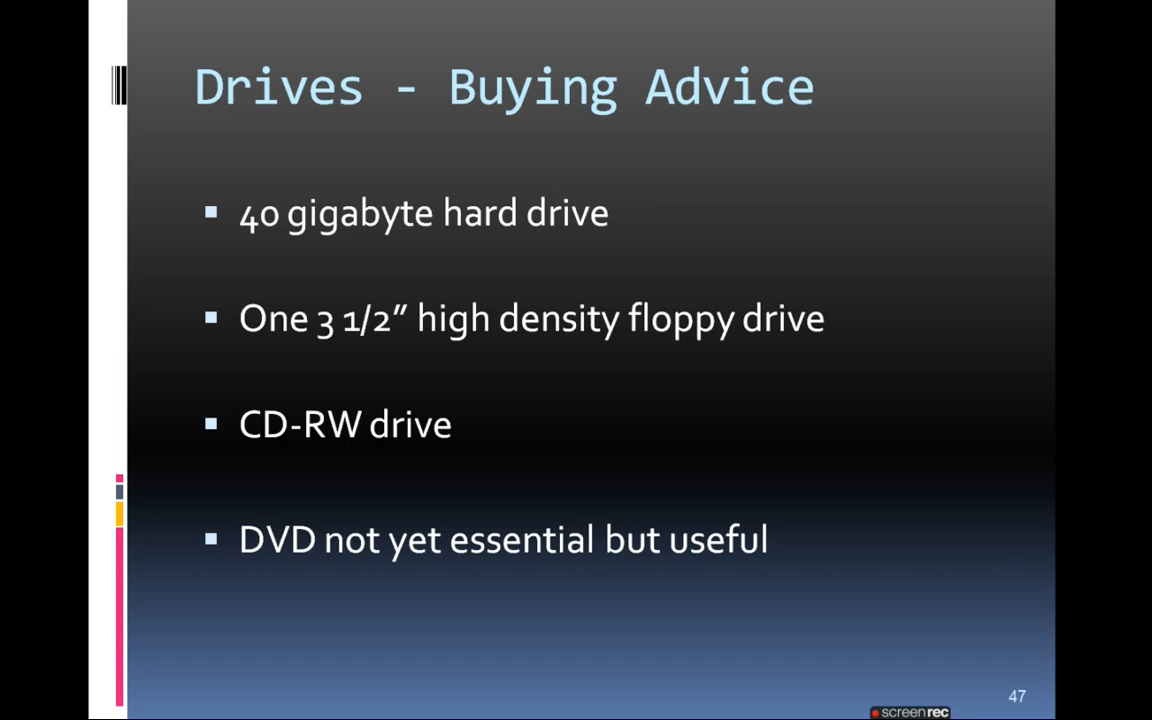 Drives - Buying Advice
▪ 40 gigabyte hard drive
▪ One 3 1/2” high density floppy drive
▪ CD-RW drive
▪ DVD not yet essential but useful
47
screenrec